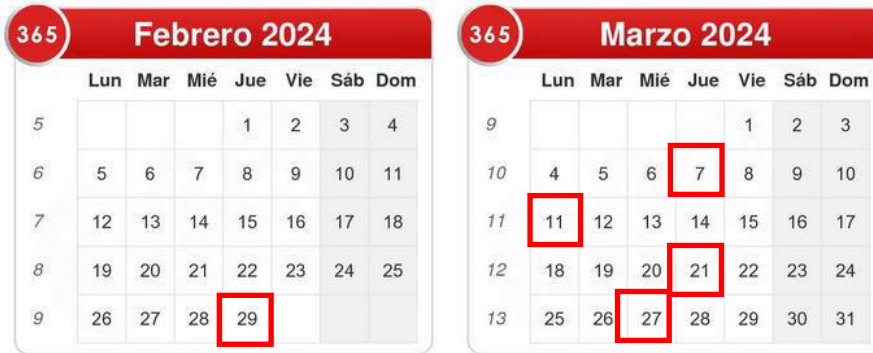 365 Febrero 2024
Lun Mar Mié Jue Vie Sáb Dom
5 1 2 3 4
6 5 6 7 8 9 10 11
7 12 13 14 15 16 17 18
8 19 20 21 22 23 24 25
9 26 27 28 29
365 Marzo 2024
Lun Mar Mié Jue Vie Sáb Dom
9 1 2 3
10 4 5 6 7 8 9 10
11 11 12 13 14 15 16 17
12 18 19 20 21 22 23 24
13 25 26 27 28 29 30 31